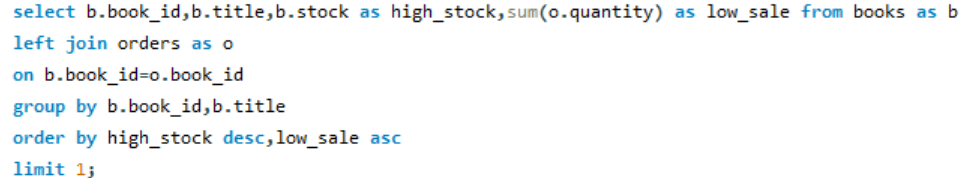 select b.book_id,b.title,b.stock as high_stock,sum(o.quantity) as low_sale from books as b
left join orders as o
on b.book_id=o.book_id
group by b.book_id,b.title
order by high_stock desc,low_sale asc
limit 1;